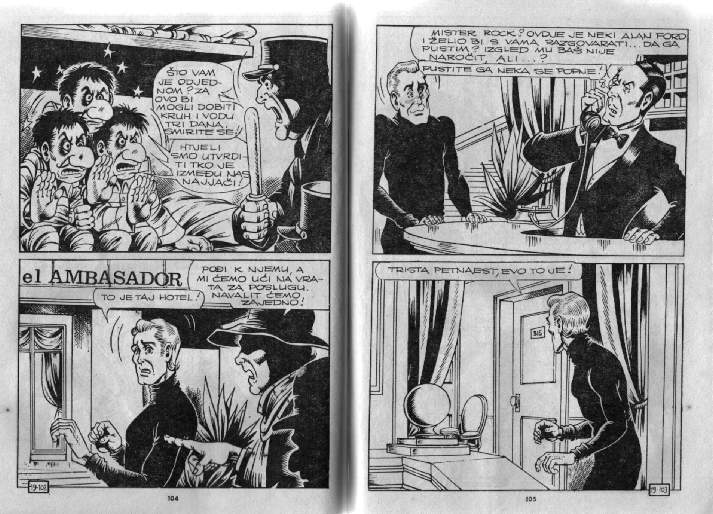 ŠTO VAM
JE ODJED-
NOM? ZA
OVO BI
MOGLI DOBITI
KRUH I VODU
TRI DANA.
SMIRITE SE!
HTJELI
SMO UTVRDI-
TI TKO JE
IZMEĐU NAS
NAJJAČI!
el AMBASADOR
TO JE TAJ HOTEL!
POĐI K NJEMU, A
MI ĆEMO UĆI NA VRA-
TA ZA POSLUGU.
NAVALIT ĆEMO
ZAJEDNO!
104
MISTER ROCK? OVDJE JE NEKI ALAN FORD
I ŽELIO BI S VAMA RAZGOVARATI... DA GA
PUSTIM? IZGLED MU BAŠ NIJE
NAROČIT, ALI...?
PUSTITE GA NEKA SE POPNE!
TRISTA PETNAEST, EVO TO JE!
315
105